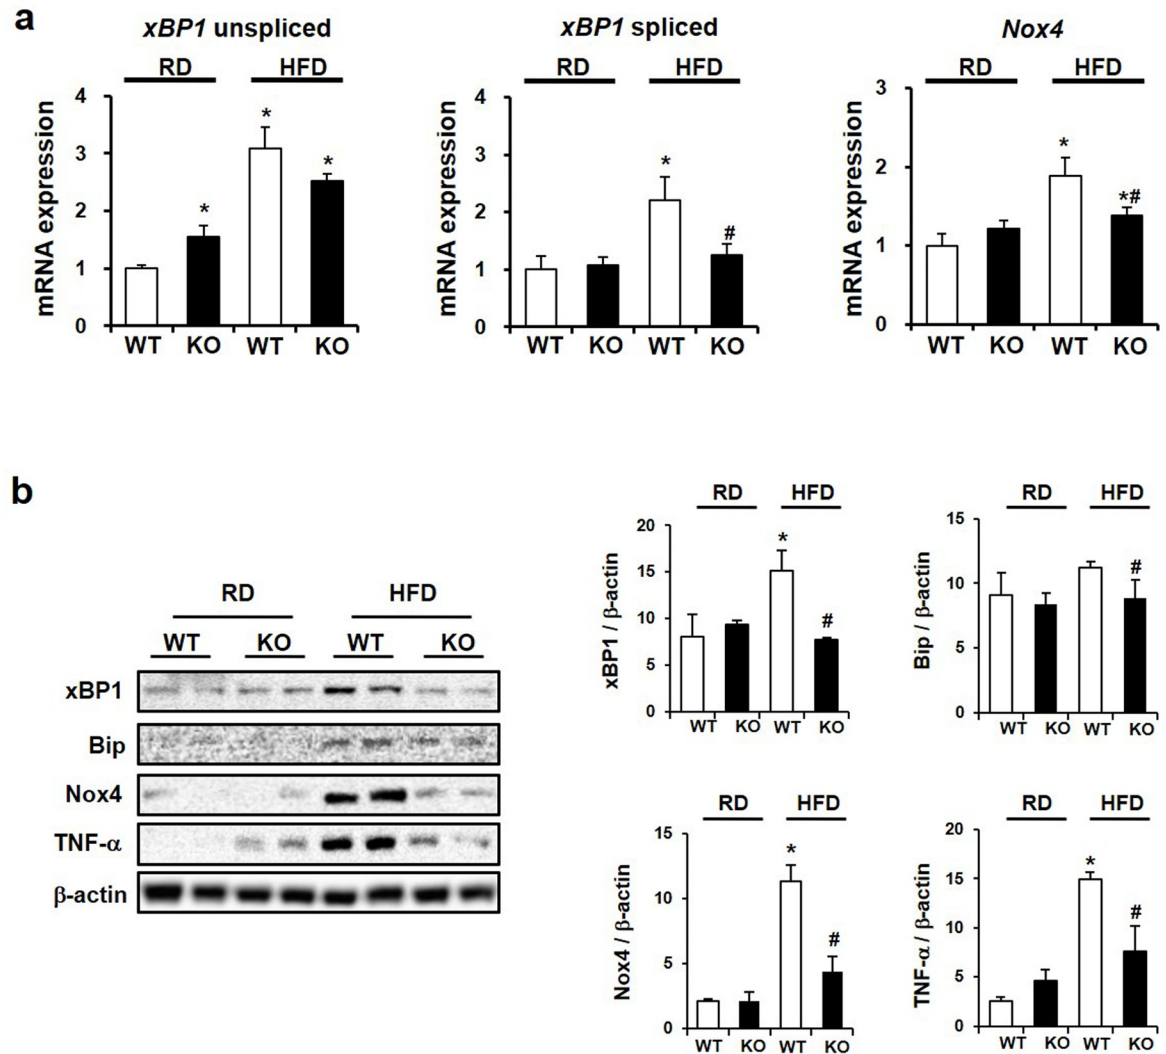 a
xBP1 unspliced
RD HFD
mRNA expression
4
3
2
1
0
* * *
WT KO WT KO
xBP1 spliced
RD HFD
mRNA expression
4
3
2
1
0
* #
WT KO WT KO
Nox4
RD HFD
mRNA expression
3
2
1
0
* *#
WT KO WT KO
b
RD HFD
WT KO WT KO
xBP1
Bip
Nox4
TNF-α
β-actin
RD HFD
xBP1 / β-actin
20
15
10
5
0
* #
WT KO WT KO
RD HFD
Bip / β-actin
15
10
5
0
#
WT KO WT KO
RD HFD
Nox4 / β-actin
15
10
5
0
* #
WT KO WT KO
RD HFD
TNF-α / β-actin
20
15
10
5
0
* #
WT KO WT KO